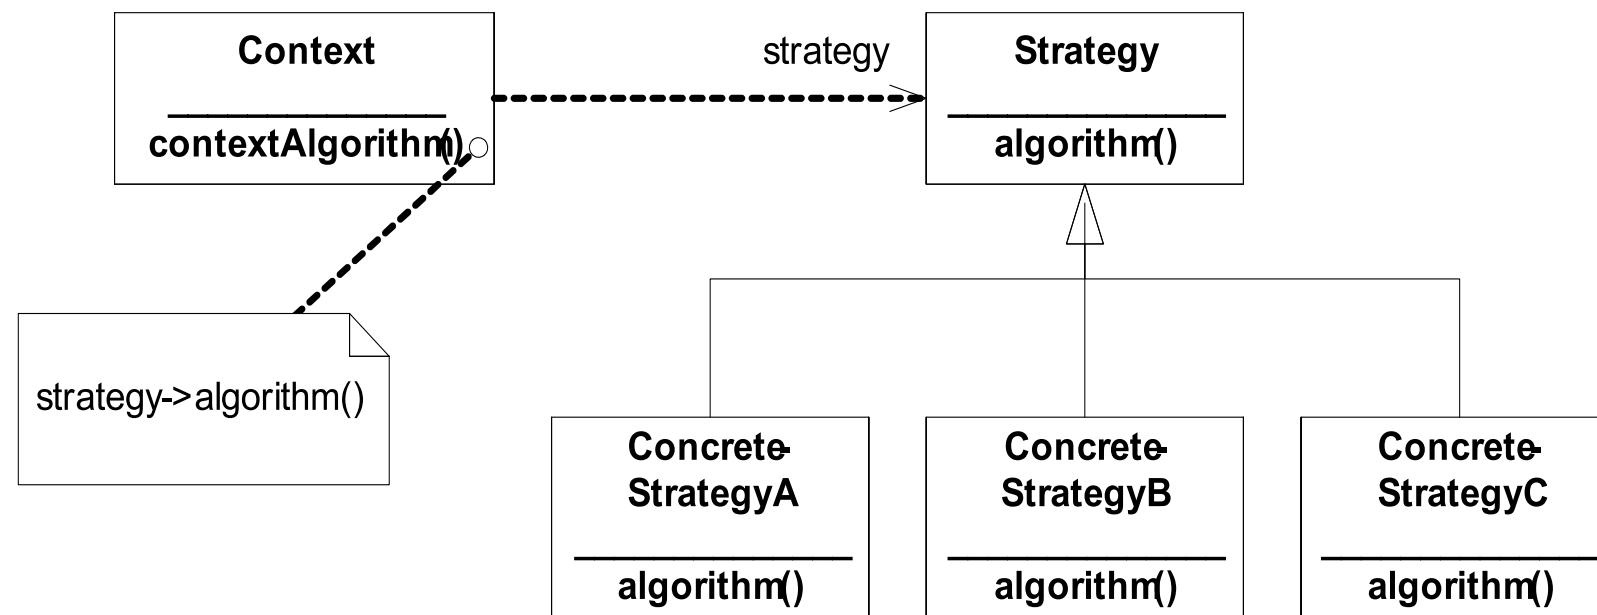 Context
contextAlgorithm()
strategy
Strategy
algorithm()
strategy->algorithm()
Concrete-
StrategyA
algorithm()
Concrete-
StrategyB
algorithm()
Concrete-
StrategyC
algorithm()